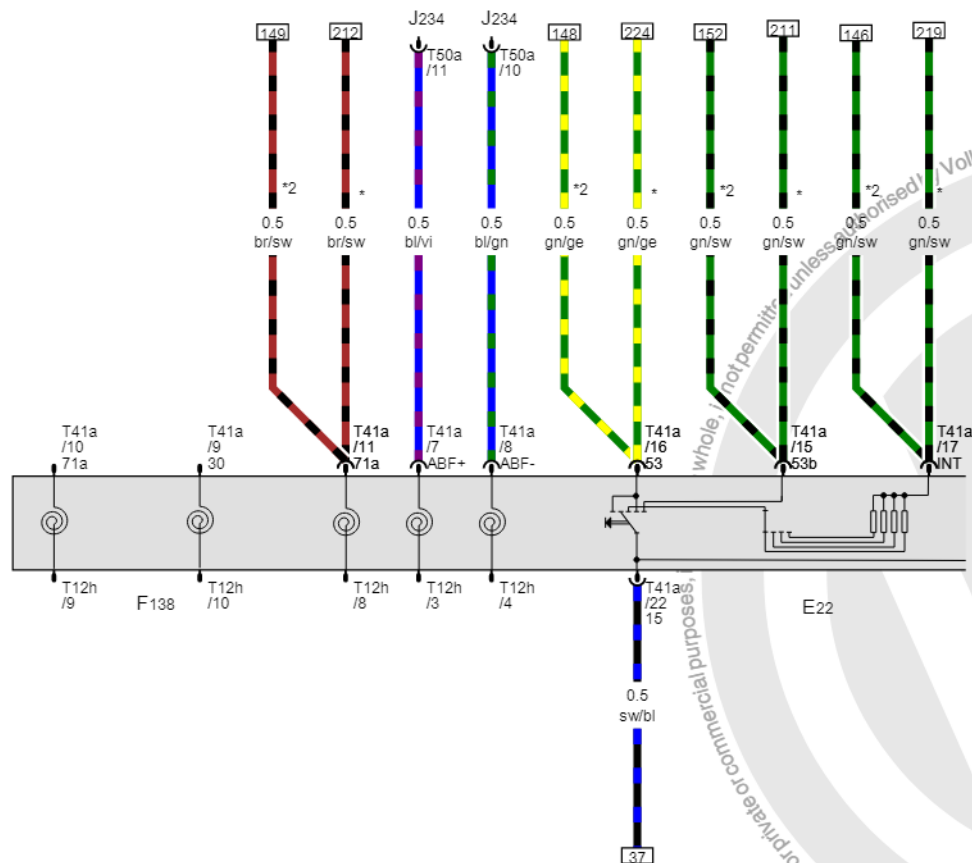 J234 J234
149 212 148 224 152 211 146 219
T50a T50a
/11 /10
*2 * *2 * *2 * *2 *
0.5 0.5 0.5 0.5 0.5 0.5 0.5 0.5 0.5 0.5
br/sw br/sw bl/vi bl/gn gn/ge gn/ge gn/sw gn/sw gn/sw gn/sw
T41a T41a T41a T41a T41a T41a T41a T41a
/10 /9 /11 /7 /8 /16 /15 /17
71a 30 71a ABF+ ABF- 53 53b INT
T12h T12h T12h T12h T12h T41a
/9 /10 /8 /3 /4 /22
15
F138 E22
0.5
sw/bl
37
or private or commercial purposes, i
whole, i not permitte unless authorised by Vol